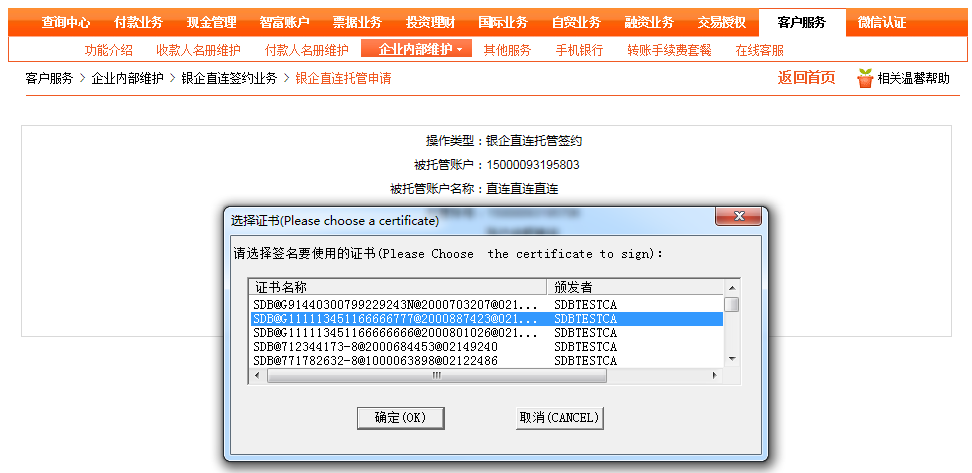 查询中心 付款业务 现金管理 智富账户 票据业务 投资理财 国际业务 自贸业务 融资业务 交易授权 客户服务 微信认证
功能介绍 收款人名册维护 付款人名册维护 企业内部维护 其他服务 手机银行 转账手续费套餐 在线客服
客户服务 > 企业内部维护 > 银企直连签约业务 > 银企直连托管申请 返回首页 相关温馨帮助
操作类型：银企直连托管签约
被托管账户：15000093195803
被托管账户名称：直连直连直连
选择证书(Please choose a certificate)
请选择签名要使用的证书(Please Choose the certificate to sign):
证书名称 颁发者
SDB@G91440300799229243N@2000703207@021... SDBTESTCA
SDB@G111113451166666777@2000887423@021... SDBTESTCA
SDB@G111113451166666666@2000801026@021... SDBTESTCA
SDB@712344173-8@2000684453@02149240 SDBTESTCA
SDB@771782632-8@1000063898@02122486 SDBTESTCA
确定(OK) 取消(CANCEL)